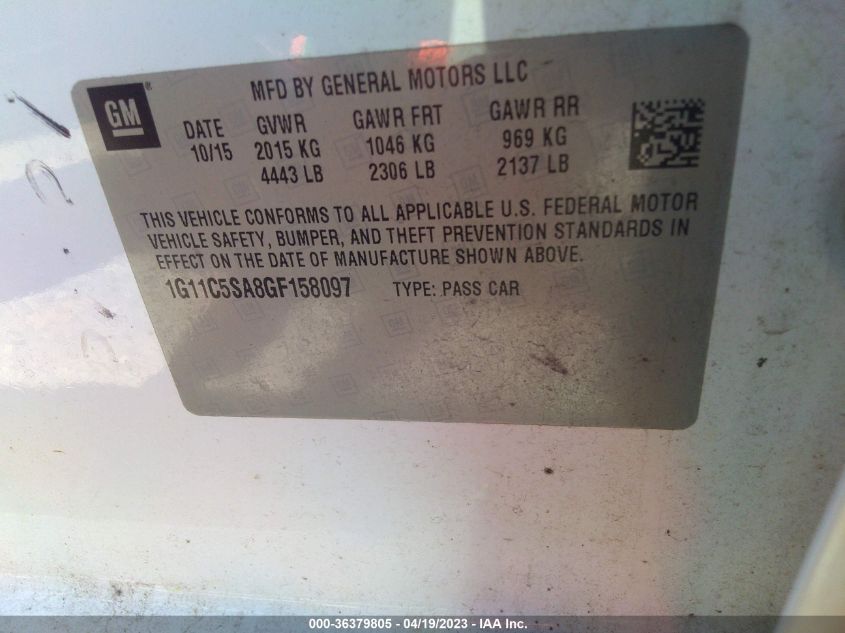 MFD BY GENERAL MOTORS LLC
GM ®
DATE GVWR GAWR FRT GAWR RR
10/15 2015 KG 1046 KG 969 KG
4443 LB 2306 LB 2137 LB
THIS VEHICLE CONFORMS TO ALL APPLICABLE U.S. FEDERAL MOTOR
VEHICLE SAFETY, BUMPER, AND THEFT PREVENTION STANDARDS IN
EFFECT ON THE DATE OF MANUFACTURE SHOWN ABOVE.
1G11C5SA8GF158097 TYPE: PASS CAR
000-36379805 - 04/19/2023 - IAA Inc.